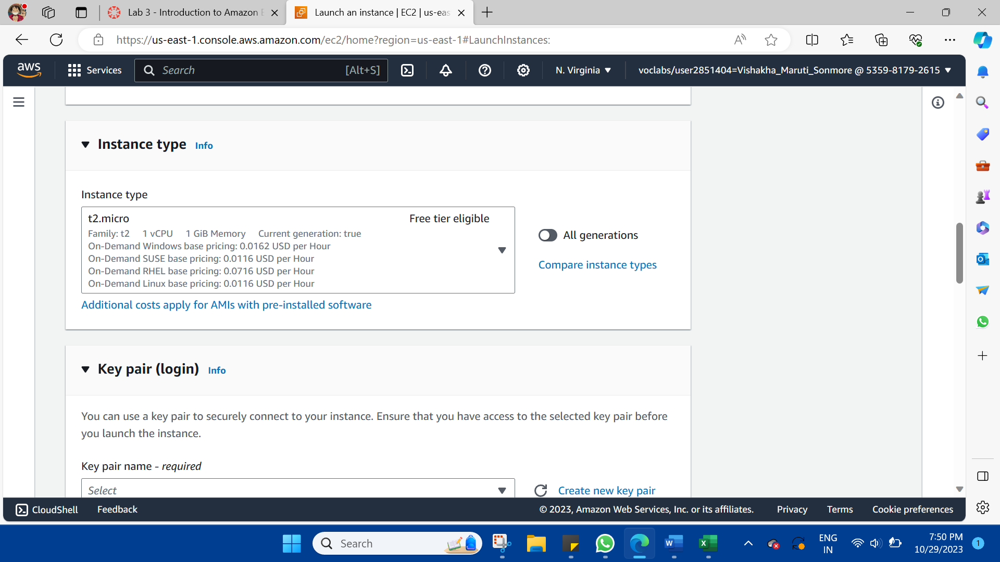 Lab 3 - Introduction to Amazon E
Launch an instance | EC2 | us-eas
https://us-east-1.console.aws.amazon.com/ec2/home?region=us-east-1#LaunchInstances:
aws
Services
Search
[Alt+S]
N. Virginia
voclabs/user2851404=Vishakha_Maruti_Sonmore @ 5359-8179-2615
Instance type Info
Instance type
t2.micro
Free tier eligible
Family: t2 1 vCPU 1 GiB Memory Current generation: true
On-Demand Windows base pricing: 0.0162 USD per Hour
On-Demand SUSE base pricing: 0.0116 USD per Hour
On-Demand RHEL base pricing: 0.0716 USD per Hour
On-Demand Linux base pricing: 0.0116 USD per Hour
All generations
Compare instance types
Additional costs apply for AMIs with pre-installed software
Key pair (login) Info
You can use a key pair to securely connect to your instance. Ensure that you have access to the selected key pair before
you launch the instance.
Key pair name - required
Select
Create new key pair
CloudShell
Feedback
© 2023, Amazon Web Services, Inc. or its affiliates.
Privacy
Terms
Cookie preferences
Search
ENG
IN
7:50 PM
10/29/2023
1